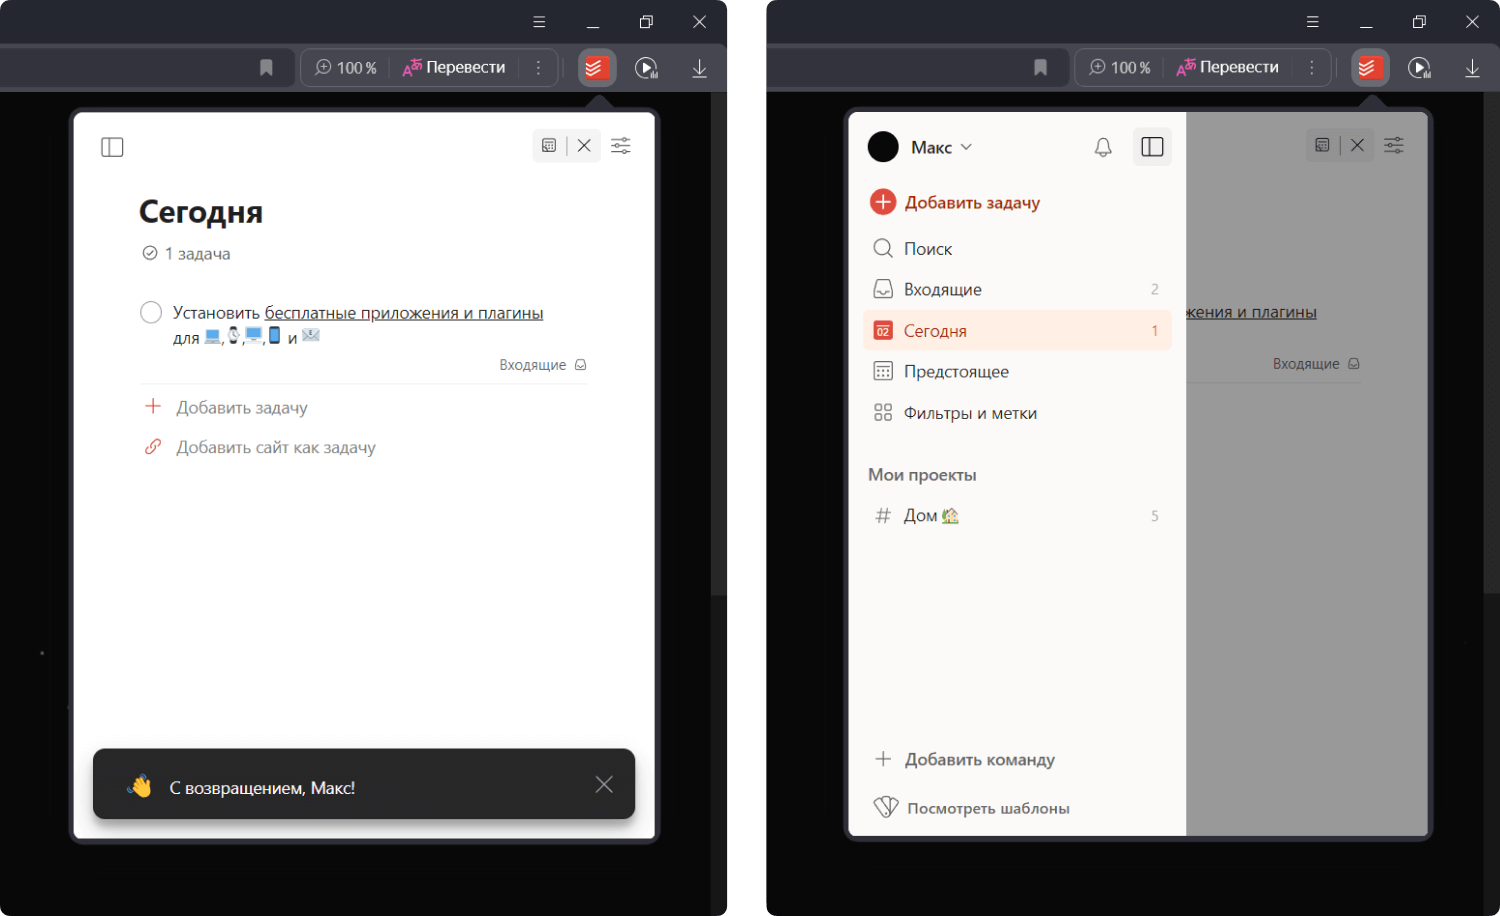 100 %
Перевести
Сегодня
1 задача
Установить бесплатные приложения и плагины
для 💻,⌚,🖥,📱 и 📧
Входящие
Добавить задачу
Добавить сайт как задачу
С возвращением, Макс!
100 %
Перевести
Макс
Добавить задачу
Поиск
Входящие 2
02 Сегодня 1
Предстоящее
Фильтры и метки
Мои проекты
# Дом 🏡 5
Добавить команду
Посмотреть шаблоны
жения и плагины
Входящие